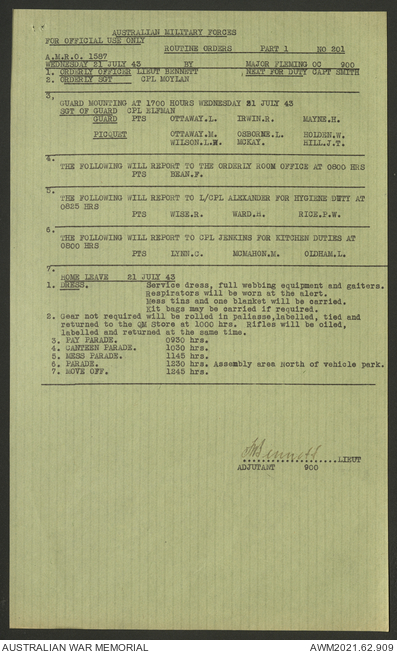 AUSTRALIAN MILITARY FORCES
FOR OFFICIAL USE ONLY
ROUTINE ORDERS PART 1 NO 201
A.M.R.O. 1587
WEDNESDAY 21 JULY 43 BY MAJOR FLEMING OC 900
1. ORDERLY OFFICER LIEUT BENNETT NEXT FOR DUTY CAPT SMITH
2. ORDERLY SGT CPL MOYLAN
3.
GUARD MOUNTING AT 1700 HOURS WEDNESDAY 21 JULY 43
SGT OF GUARD CPL EIFMAN
GUARD PTS OTTAWAY.L. IRWIN.R. MAYNE.H.
PICQUET OTTAWAY.M. OSBORNE.L. HOLDEN.W.
WILSON.L.W. MCKAY. HILL.J.T.
4.
THE FOLLOWING WILL REPORT TO THE ORDERLY ROOM OFFICE AT 0800 HRS
PTS BEAN.F.
5.
THE FOLLOWING WILL REPORT TO L/CPL ALEXANDER FOR HYGIENE DUTY AT
0825 HRS
PTS WISE.R. WARD.H. RICE.P.W.
6.
THE FOLLOWING WILL REPORT TO CPL JENKINS FOR KITCHEN DUTIES AT
0800 HRS
PTS LYNN.C. MCMAHON.M. OLDHAM.L.
7.
HOME LEAVE 21 JULY 43
1. DRESS. Service dress, full webbing equipment and gaiters.
Respirators will be worn at the alert.
Mess tins and one blanket will be carried.
Kit bags may be carried if required.
2. Gear not required will be rolled in palliasse,labelled, tied and
returned to the QM Store at 1000 hrs. Rifles will be oiled,
labelled and returned at the same time.
3. PAY PARADE. 0930 hrs.
4. CANTEEN PARADE. 1030 hrs.
5. MESS PARADE. 1145 hrs.
6. PARADE. 1230 hrs. Assembly area North of vehicle park.
7. MOVE OFF. 1245 hrs.
Bennett
LIEUT
ADJUTANT 900
AUSTRALIAN WAR MEMORIAL AWM2021.62.909